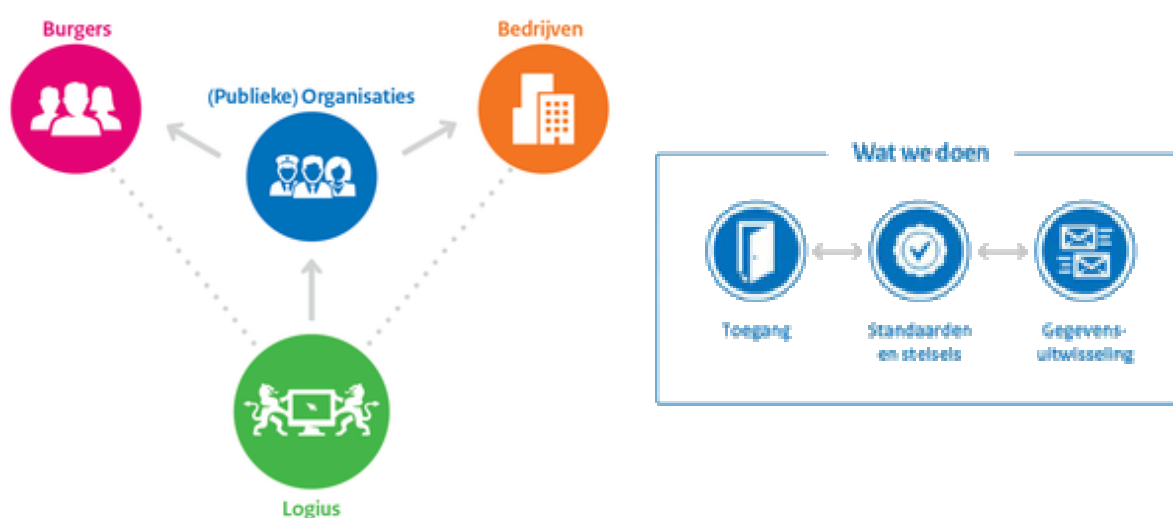 Burgers
Bedrijven
(Publieke) Organisaties
Logius
Wat we doen
Toegang
Standaarden
en stelsels
Gegevens-
uitwisseling